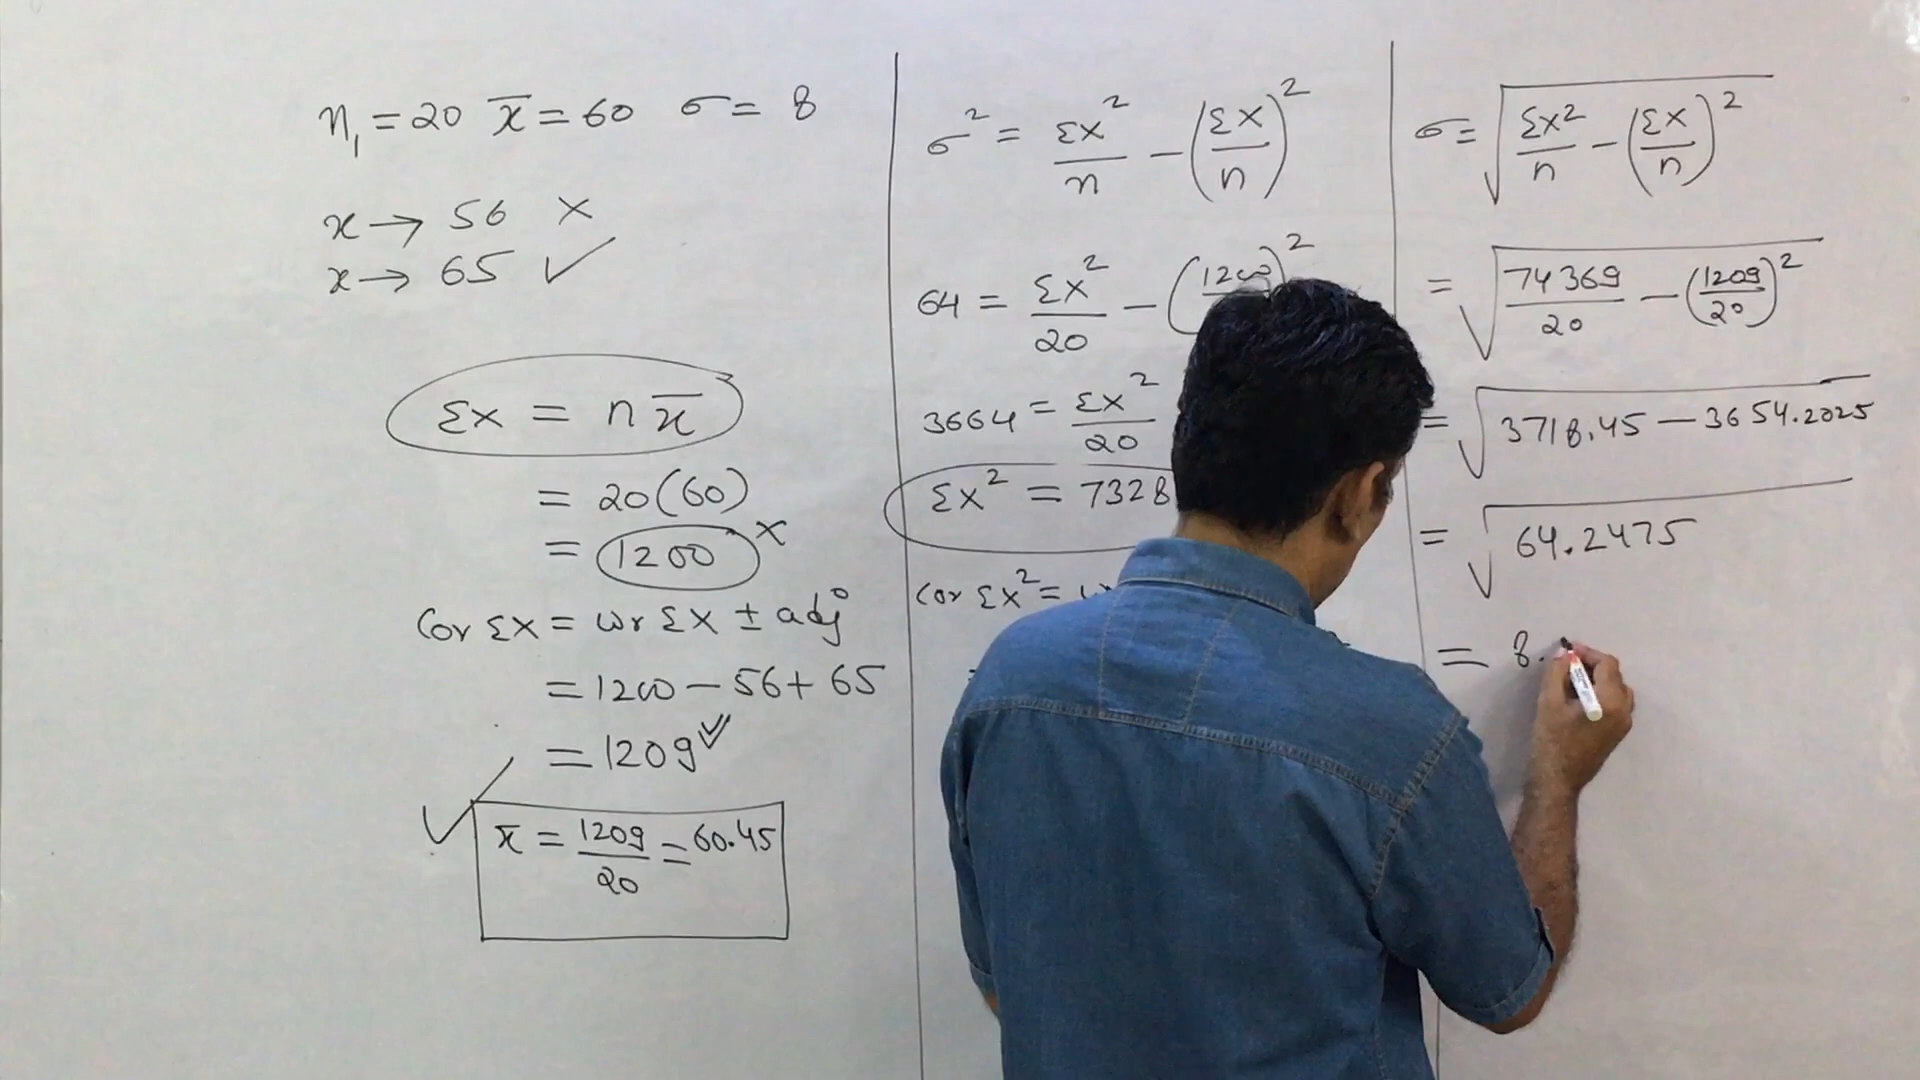 n₁ = 20 x̄ = 60 σ = 8
x → 56 ×
x → 65 ✓
Σx = n x̄
= 20(60)
= 1200 ×
Cor Σx = wr Σx ± adj
= 1200 − 56 + 65
= 1209 ✓
✓ x̄ = 1209/20 = 60.45
σ² = Σx²/n − (Σx/n)²
64 = Σx²/20 − (1200
3664 = Σx²/20
Σx² = 7328
Cor Σx² =
σ = √(Σx²/n − (Σx/n)²)
= √(74369/20 − (1209/20)²)
= √(3718.45 − 3654.2025)
= √64.2475
= 8.